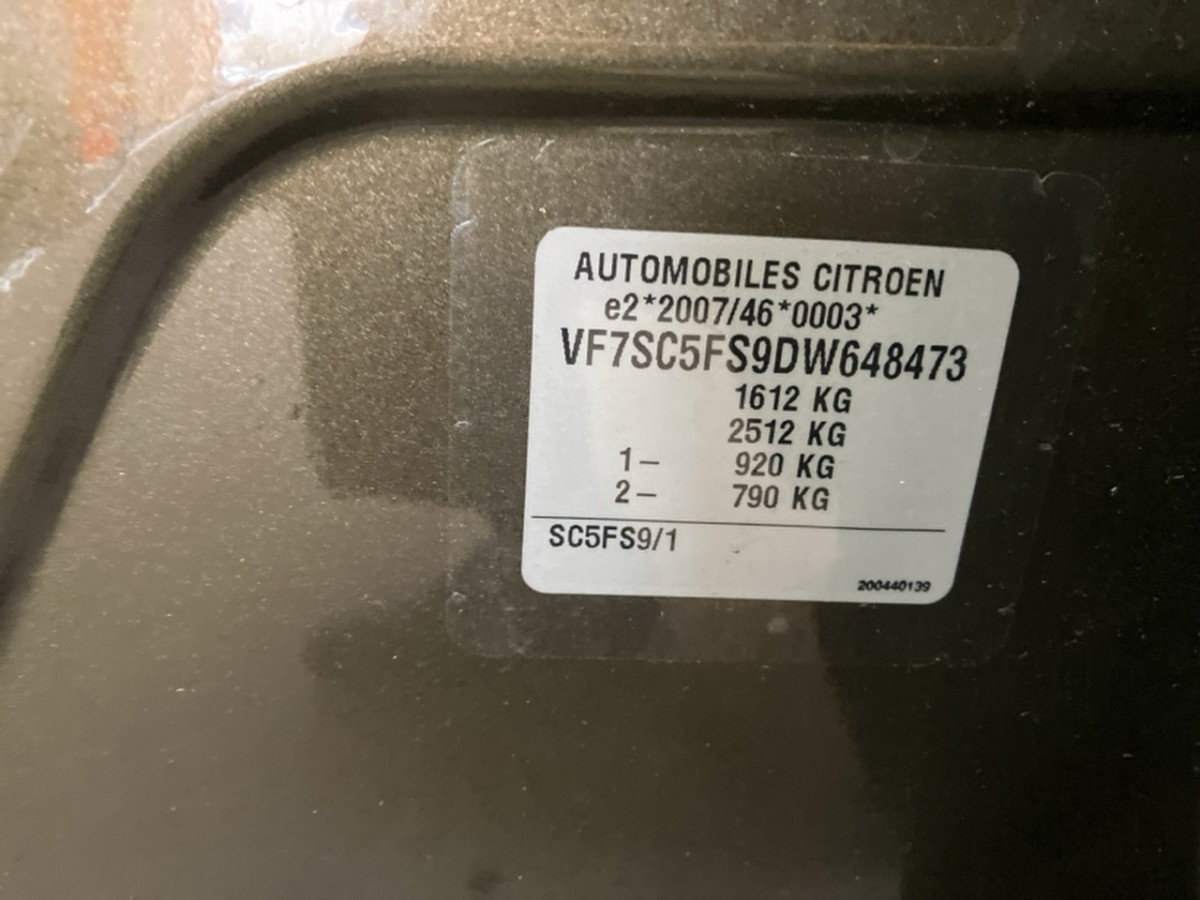 AUTOMOBILES CITROEN
e2*2007/46*0003*
VF7SC5FS9DW648473
1612 KG
2512 KG
1– 920 KG
2– 790 KG
SC5FS9/1
200440139